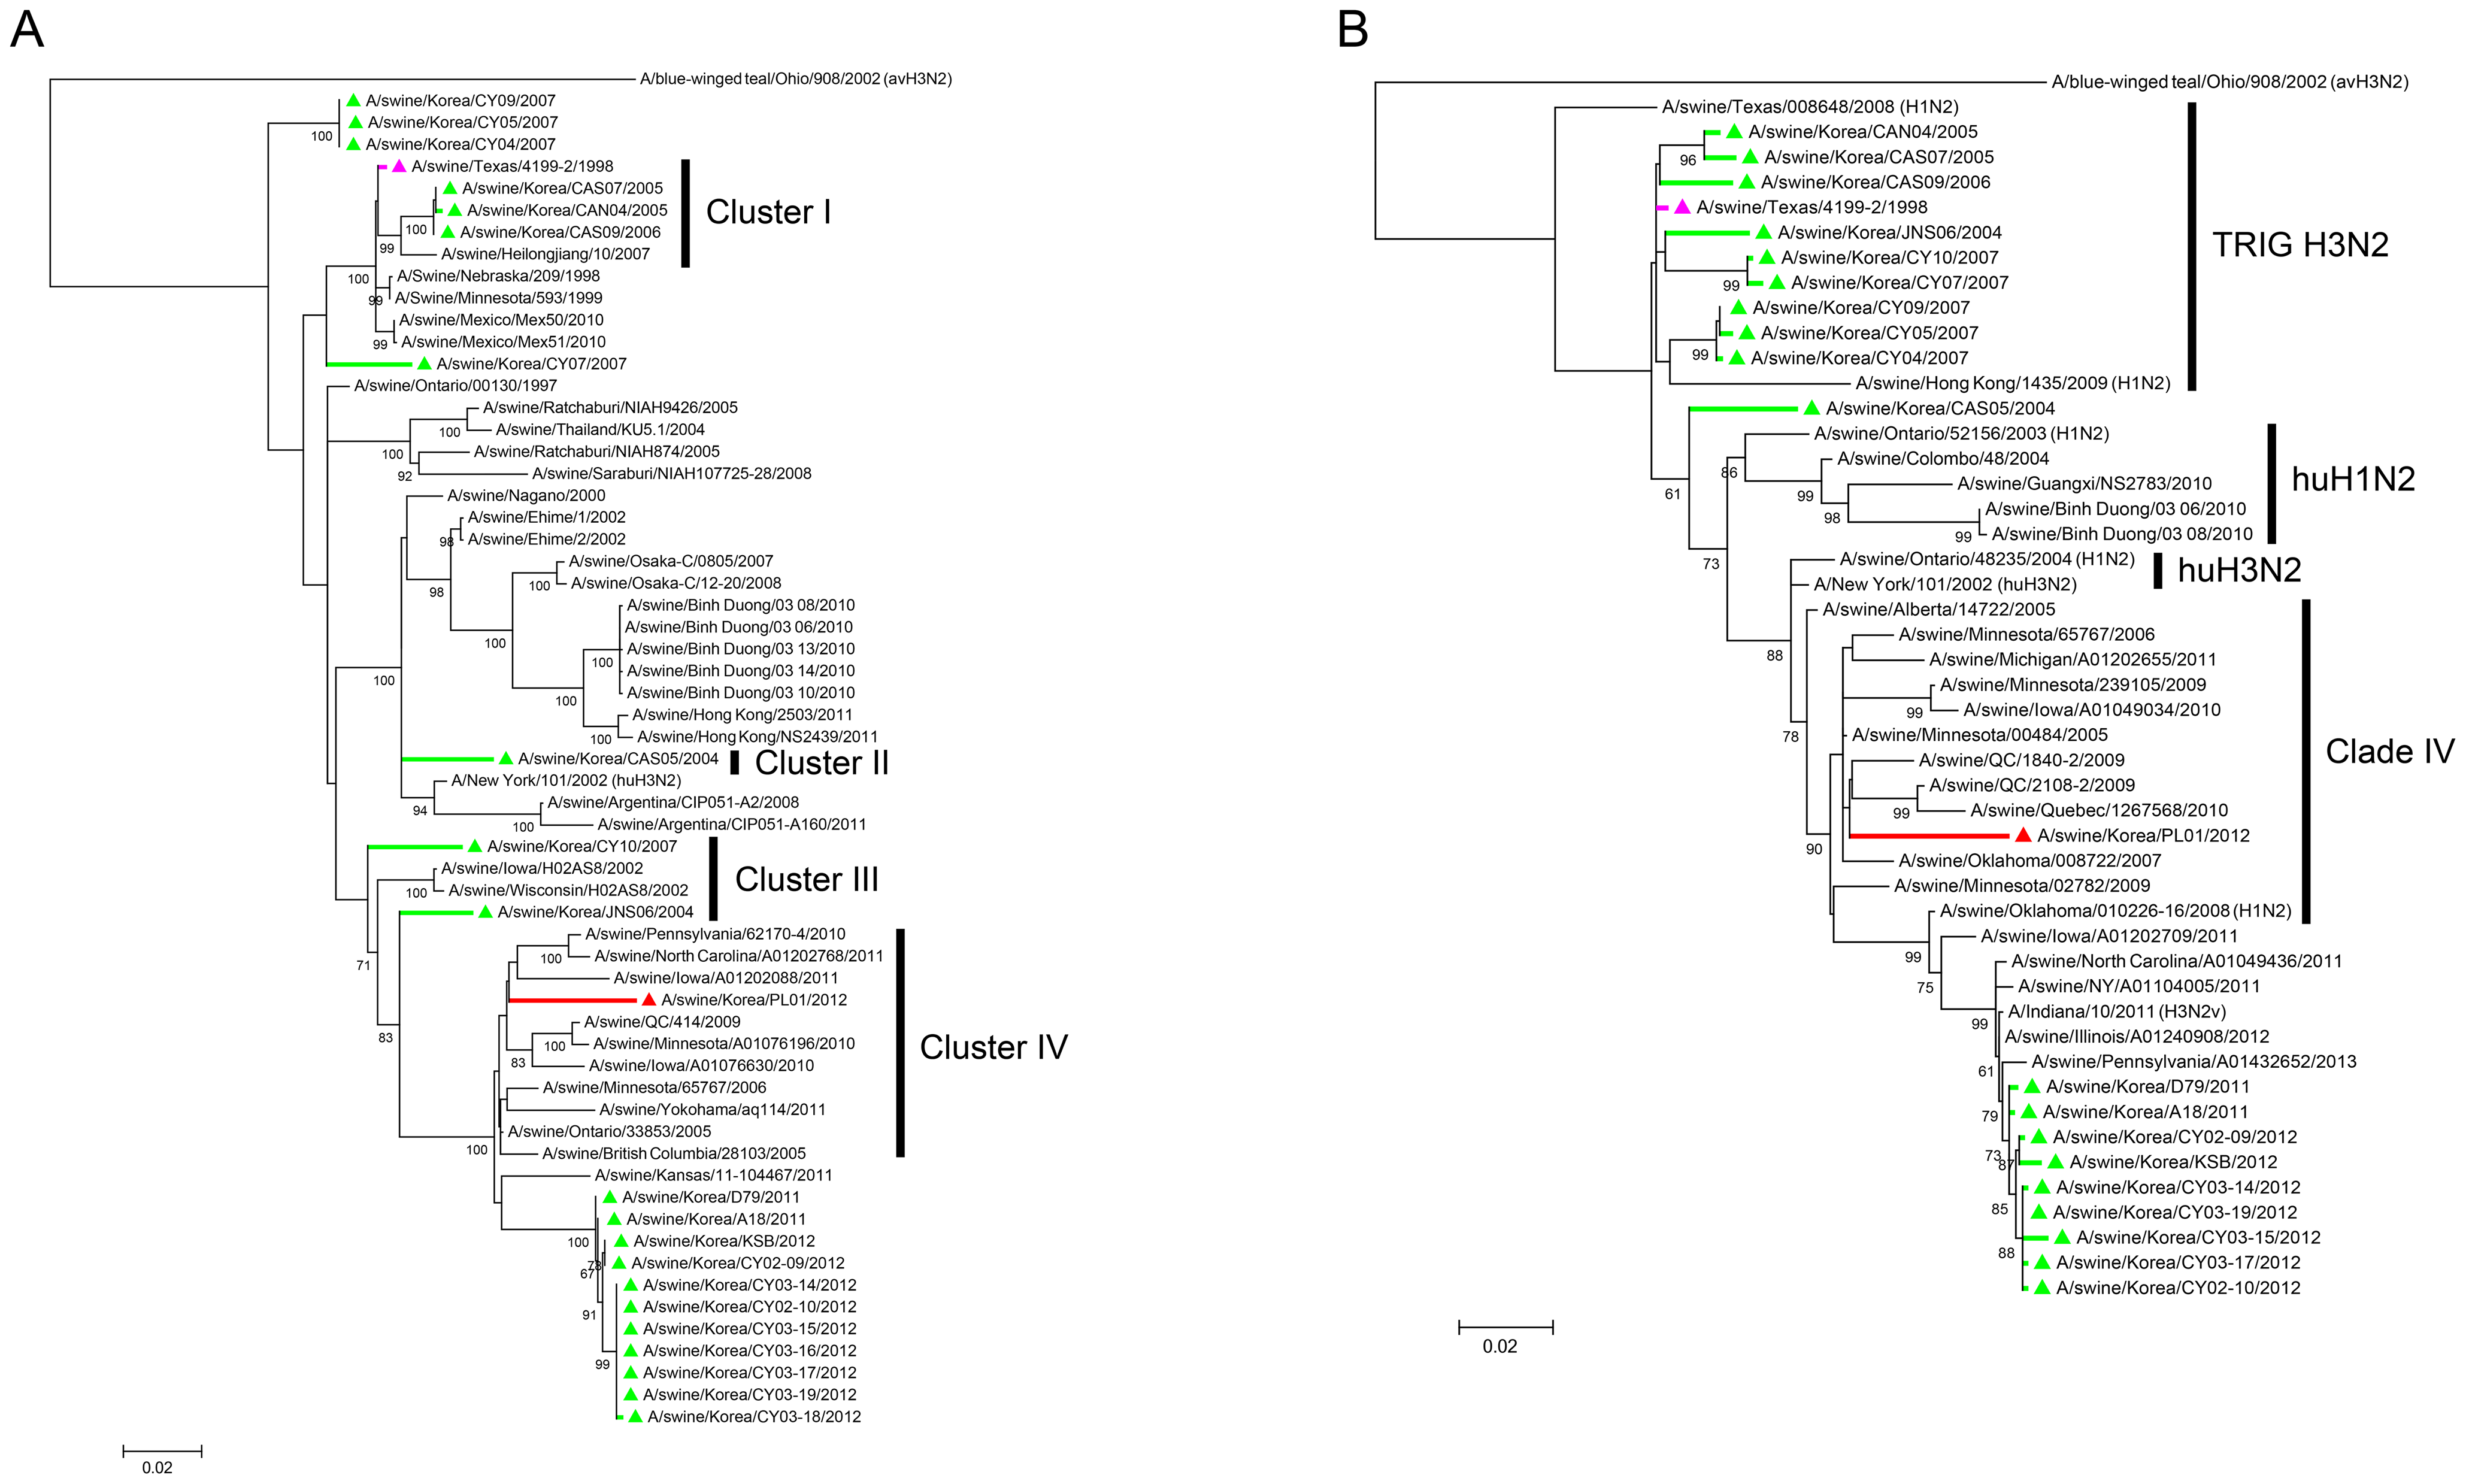 A
A/blue-winged teal/Ohio/908/2002 (avH3N2)
A/swine/Korea/CY09/2007
A/swine/Korea/CY05/2007
100
A/swine/Korea/CY04/2007
A/swine/Texas/4199-2/1998
A/swine/Korea/CAS07/2005
A/swine/Korea/CAN04/2005
Cluster I
100
A/swine/Korea/CAS09/2006
99
A/swine/Heilongjiang/10/2007
100
A/Swine/Nebraska/209/1998
99
A/Swine/Minnesota/593/1999
A/swine/Mexico/Mex50/2010
99
A/swine/Mexico/Mex51/2010
A/swine/Korea/CY07/2007
A/swine/Ontario/00130/1997
A/swine/Ratchaburi/NIAH9426/2005
100
A/swine/Thailand/KU5.1/2004
100
A/swine/Ratchaburi/NIAH874/2005
92
A/swine/Saraburi/NIAH107725-28/2008
A/swine/Nagano/2000
A/swine/Ehime/1/2002
98
A/swine/Ehime/2/2002
A/swine/Osaka-C/0805/2007
98
100
A/swine/Osaka-C/12-20/2008
A/swine/Binh Duong/03 08/2010
A/swine/Binh Duong/03 06/2010
100
A/swine/Binh Duong/03 13/2010
100
A/swine/Binh Duong/03 14/2010
100
A/swine/Binh Duong/03 10/2010
100
A/swine/Hong Kong/2503/2011
100
A/swine/Hong Kong/NS2439/2011
A/swine/Korea/CAS05/2004
Cluster II
A/New York/101/2002 (huH3N2)
94
A/swine/Argentina/CIP051-A2/2008
100
A/swine/Argentina/CIP051-A160/2011
A/swine/Korea/CY10/2007
A/swine/Iowa/H02AS8/2002
Cluster III
100
A/swine/Wisconsin/H02AS8/2002
A/swine/Korea/JNS06/2004
A/swine/Pennsylvania/62170-4/2010
71
100
A/swine/North Carolina/A01202768/2011
A/swine/Iowa/A01202088/2011
A/swine/Korea/PL01/2012
A/swine/QC/414/2009
83
100
A/swine/Minnesota/A01076196/2010
Cluster IV
83
A/swine/Iowa/A01076630/2010
A/swine/Minnesota/65767/2006
A/swine/Yokohama/aq114/2011
A/swine/Ontario/33853/2005
100
A/swine/British Columbia/28103/2005
A/swine/Kansas/11-104467/2011
A/swine/Korea/D79/2011
A/swine/Korea/A18/2011
100
A/swine/Korea/KSB/2012
73
A/swine/Korea/CY02-09/2012
67
A/swine/Korea/CY03-14/2012
91
A/swine/Korea/CY02-10/2012
A/swine/Korea/CY03-15/2012
99
A/swine/Korea/CY03-16/2012
A/swine/Korea/CY03-17/2012
A/swine/Korea/CY03-19/2012
A/swine/Korea/CY03-18/2012
0.02
B
A/blue-winged teal/Ohio/908/2002 (avH3N2)
A/swine/Texas/008648/2008 (H1N2)
A/swine/Korea/CAN04/2005
96
A/swine/Korea/CAS07/2005
A/swine/Korea/CAS09/2006
A/swine/Texas/4199-2/1998
A/swine/Korea/JNS06/2004
TRIG H3N2
A/swine/Korea/CY10/2007
99
A/swine/Korea/CY07/2007
A/swine/Korea/CY09/2007
A/swine/Korea/CY05/2007
99
A/swine/Korea/CY04/2007
A/swine/Hong Kong/1435/2009 (H1N2)
A/swine/Korea/CAS05/2004
A/swine/Ontario/52156/2003 (H1N2)
86
A/swine/Colombo/48/2004
huH1N2
61
99
A/swine/Guangxi/NS2783/2010
98
A/swine/Binh Duong/03 06/2010
99
A/swine/Binh Duong/03 08/2010
73
A/swine/Ontario/48235/2004 (H1N2)
huH3N2
A/New York/101/2002 (huH3N2)
A/swine/Alberta/14722/2005
88
A/swine/Minnesota/65767/2006
A/swine/Michigan/A01202655/2011
A/swine/Minnesota/239105/2009
99
A/swine/Iowa/A01049034/2010
78
A/swine/Minnesota/00484/2005
Clade IV
A/swine/QC/1840-2/2009
A/swine/QC/2108-2/2009
99
A/swine/Quebec/1267568/2010
A/swine/Korea/PL01/2012
90
A/swine/Oklahoma/008722/2007
A/swine/Minnesota/02782/2009
A/swine/Oklahoma/010226-16/2008 (H1N2)
99
A/swine/Iowa/A01202709/2011
A/swine/North Carolina/A01049436/2011
75
A/swine/NY/A01104005/2011
99
A/Indiana/10/2011 (H3N2v)
A/swine/Illinois/A01240908/2012
61
A/swine/Pennsylvania/A01432652/2013
A/swine/Korea/D79/2011
79
A/swine/Korea/A18/2011
A/swine/Korea/CY02-09/2012
73
87
A/swine/Korea/KSB/2012
A/swine/Korea/CY03-14/2012
85
A/swine/Korea/CY03-19/2012
A/swine/Korea/CY03-15/2012
88
A/swine/Korea/CY03-17/2012
A/swine/Korea/CY02-10/2012
0.02